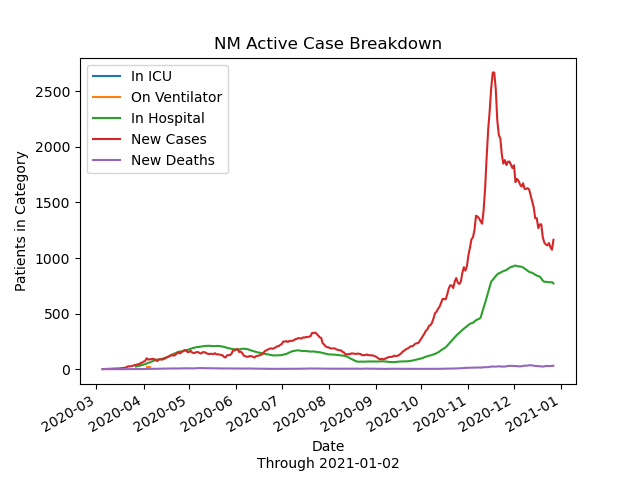 NM Active Case Breakdown
In ICU
On Ventilator
In Hospital
New Cases
New Deaths
Patients in Category
2500
2000
1500
1000
500
0
2020-03
2020-04
2020-05
2020-06
2020-07
2020-08
2020-09
2020-10
2020-11
2020-12
2021-01
Date
Through 2021-01-02